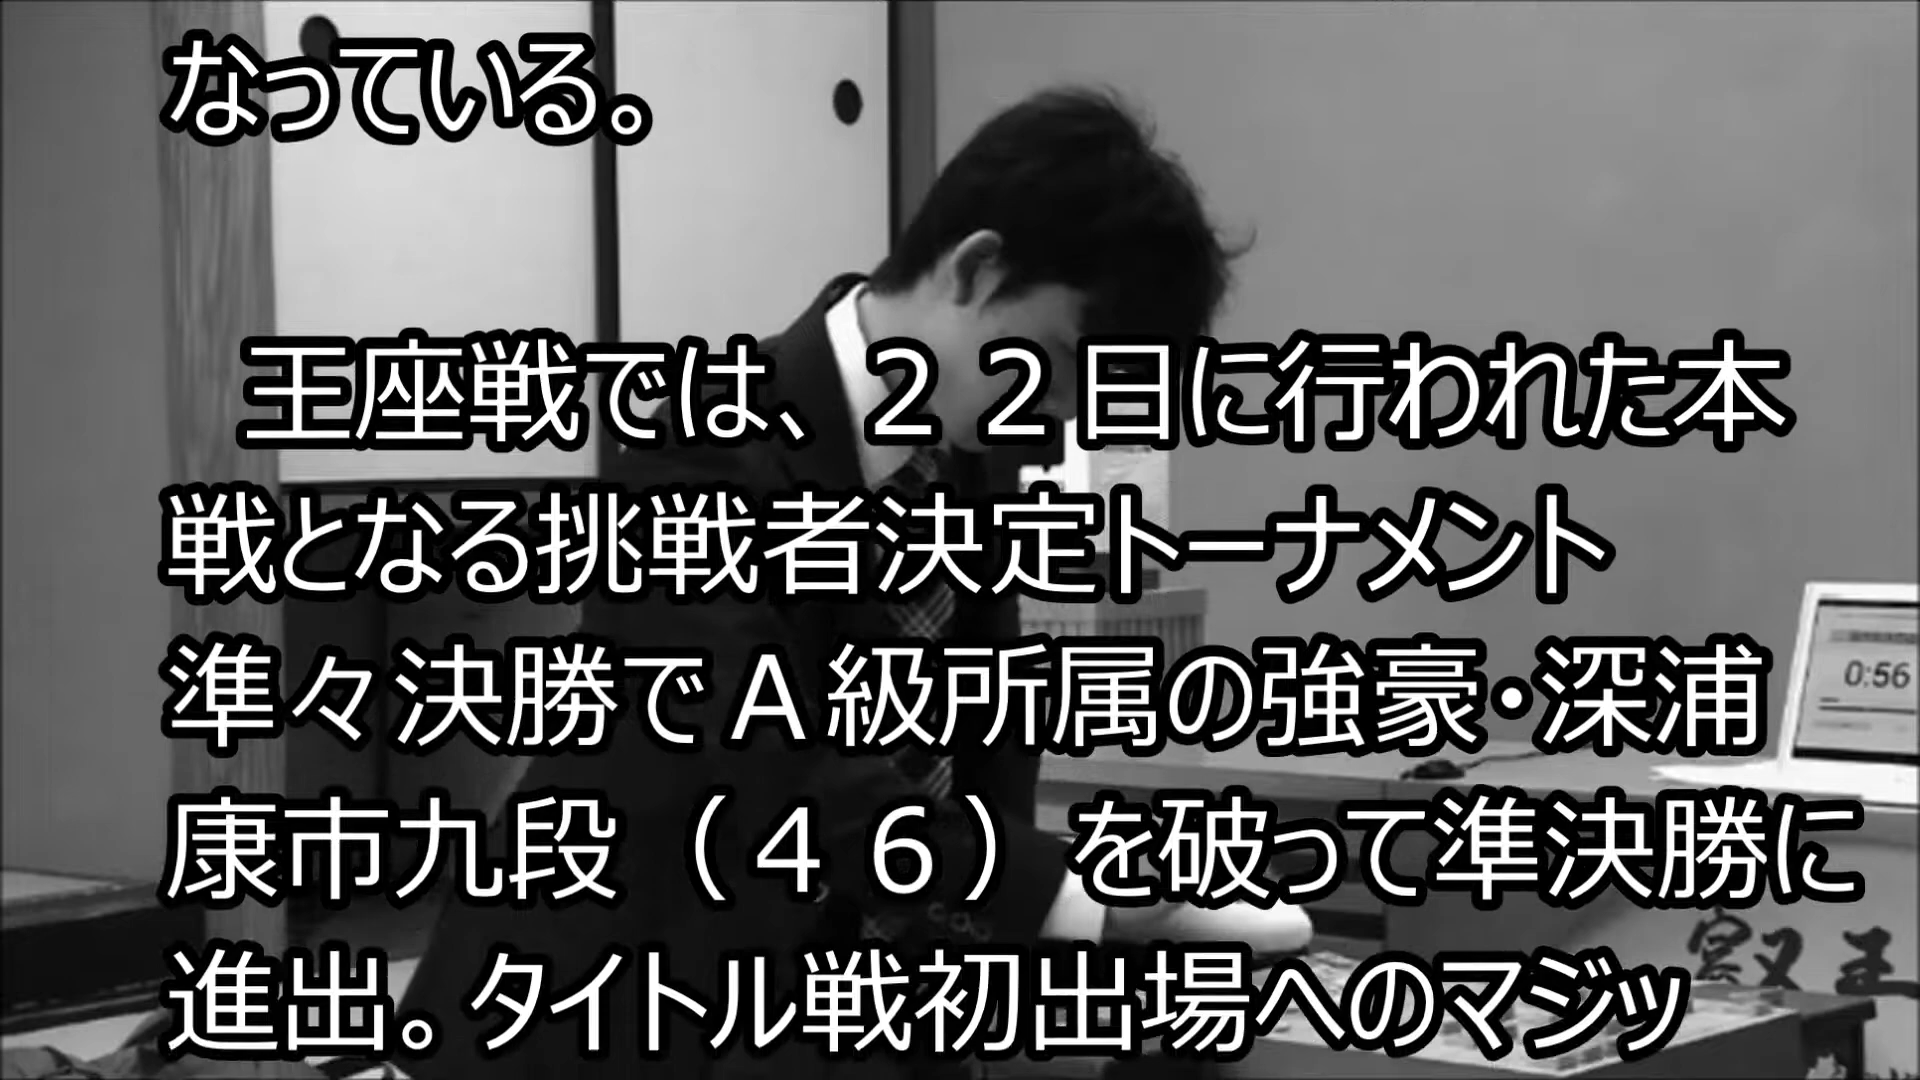 なっている。
王座戦では、２２日に行われた本
戦となる挑戦者決定トーナメント
準々決勝でＡ級所属の強豪・深浦
康市九段（４６）を破って準決勝に
進出。タイトル戦初出場へのマジッ
0:56
叡王